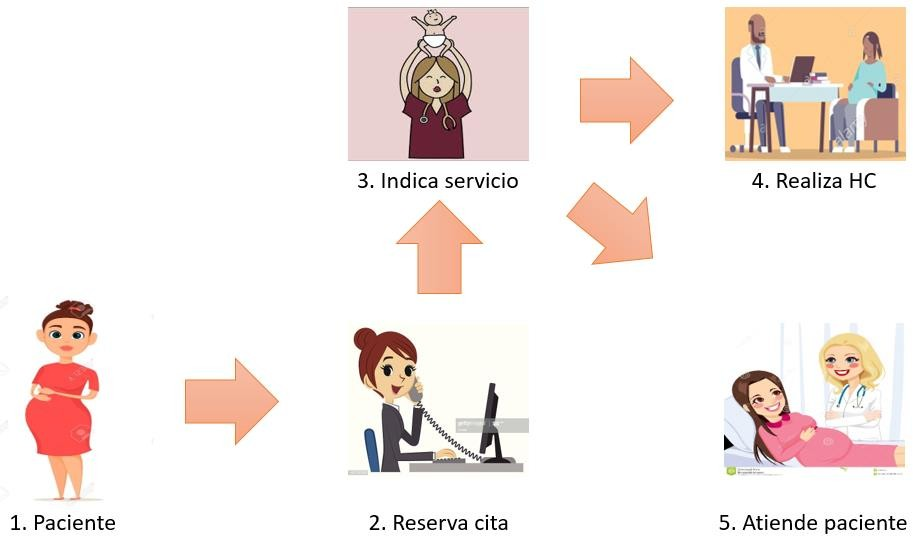 3. Indica servicio
4. Realiza HC
1. Paciente
2. Reserva cita
5. Atiende paciente